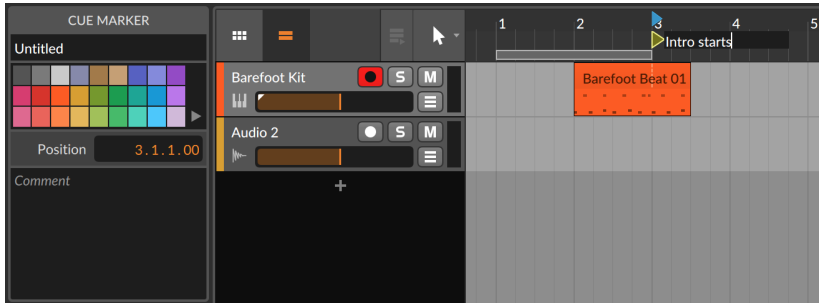 CUE MARKER
Untitled
Position 3.1.1.00
Comment
1 2 3 4 5
Intro starts
Barefoot Kit S M
Barefoot Beat 01
Audio 2 S M
+